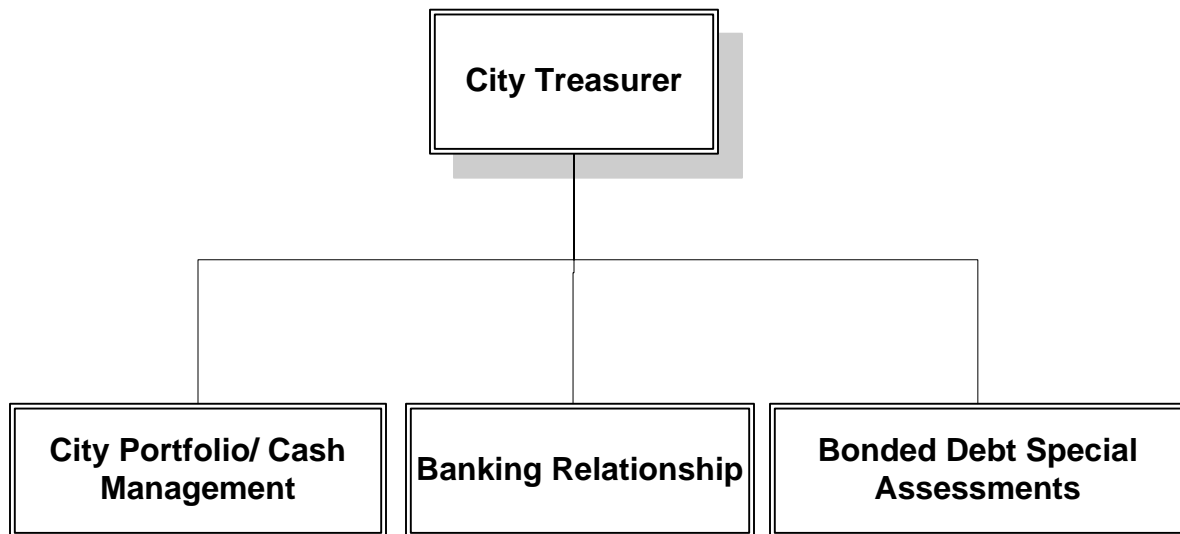 City Treasurer
City Portfolio/ Cash
Management
Banking Relationship
Bonded Debt Special
Assessments